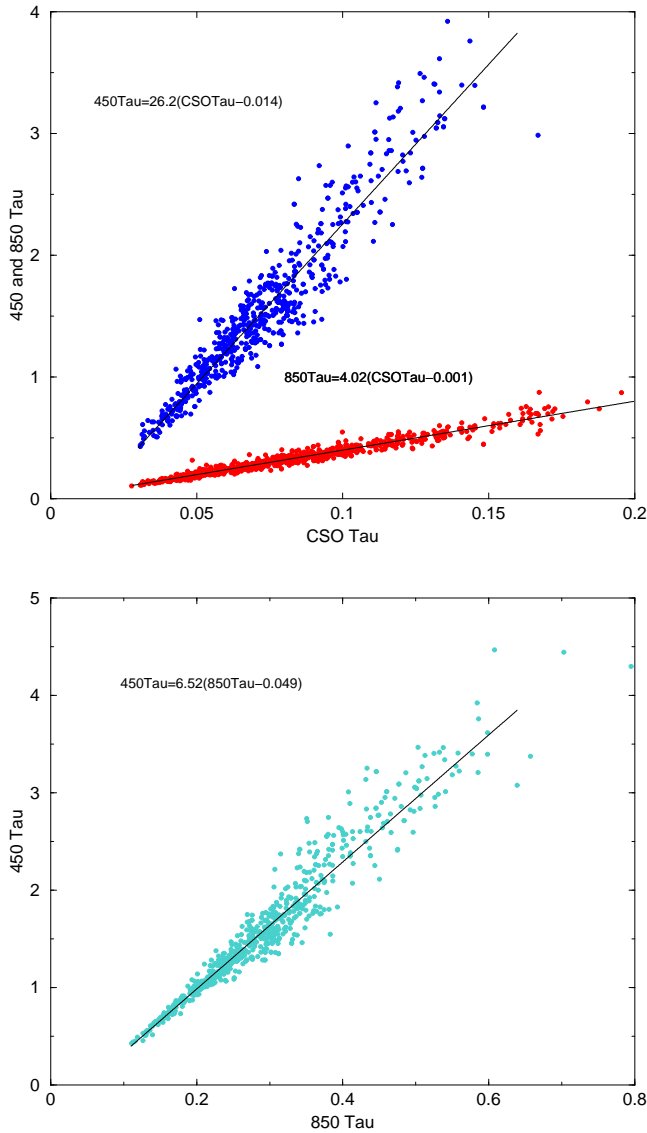 4
3
2
1
0
450 and 850 Tau
450Tau=26.2(CSOTau−0.014)
850Tau=4.02(CSOTau−0.001)
0 0.05 0.1 0.15 0.2
CSO Tau
5
4
3
2
1
0
450 Tau
450Tau=6.52(850Tau−0.049)
0 0.2 0.4 0.6 0.8
850 Tau